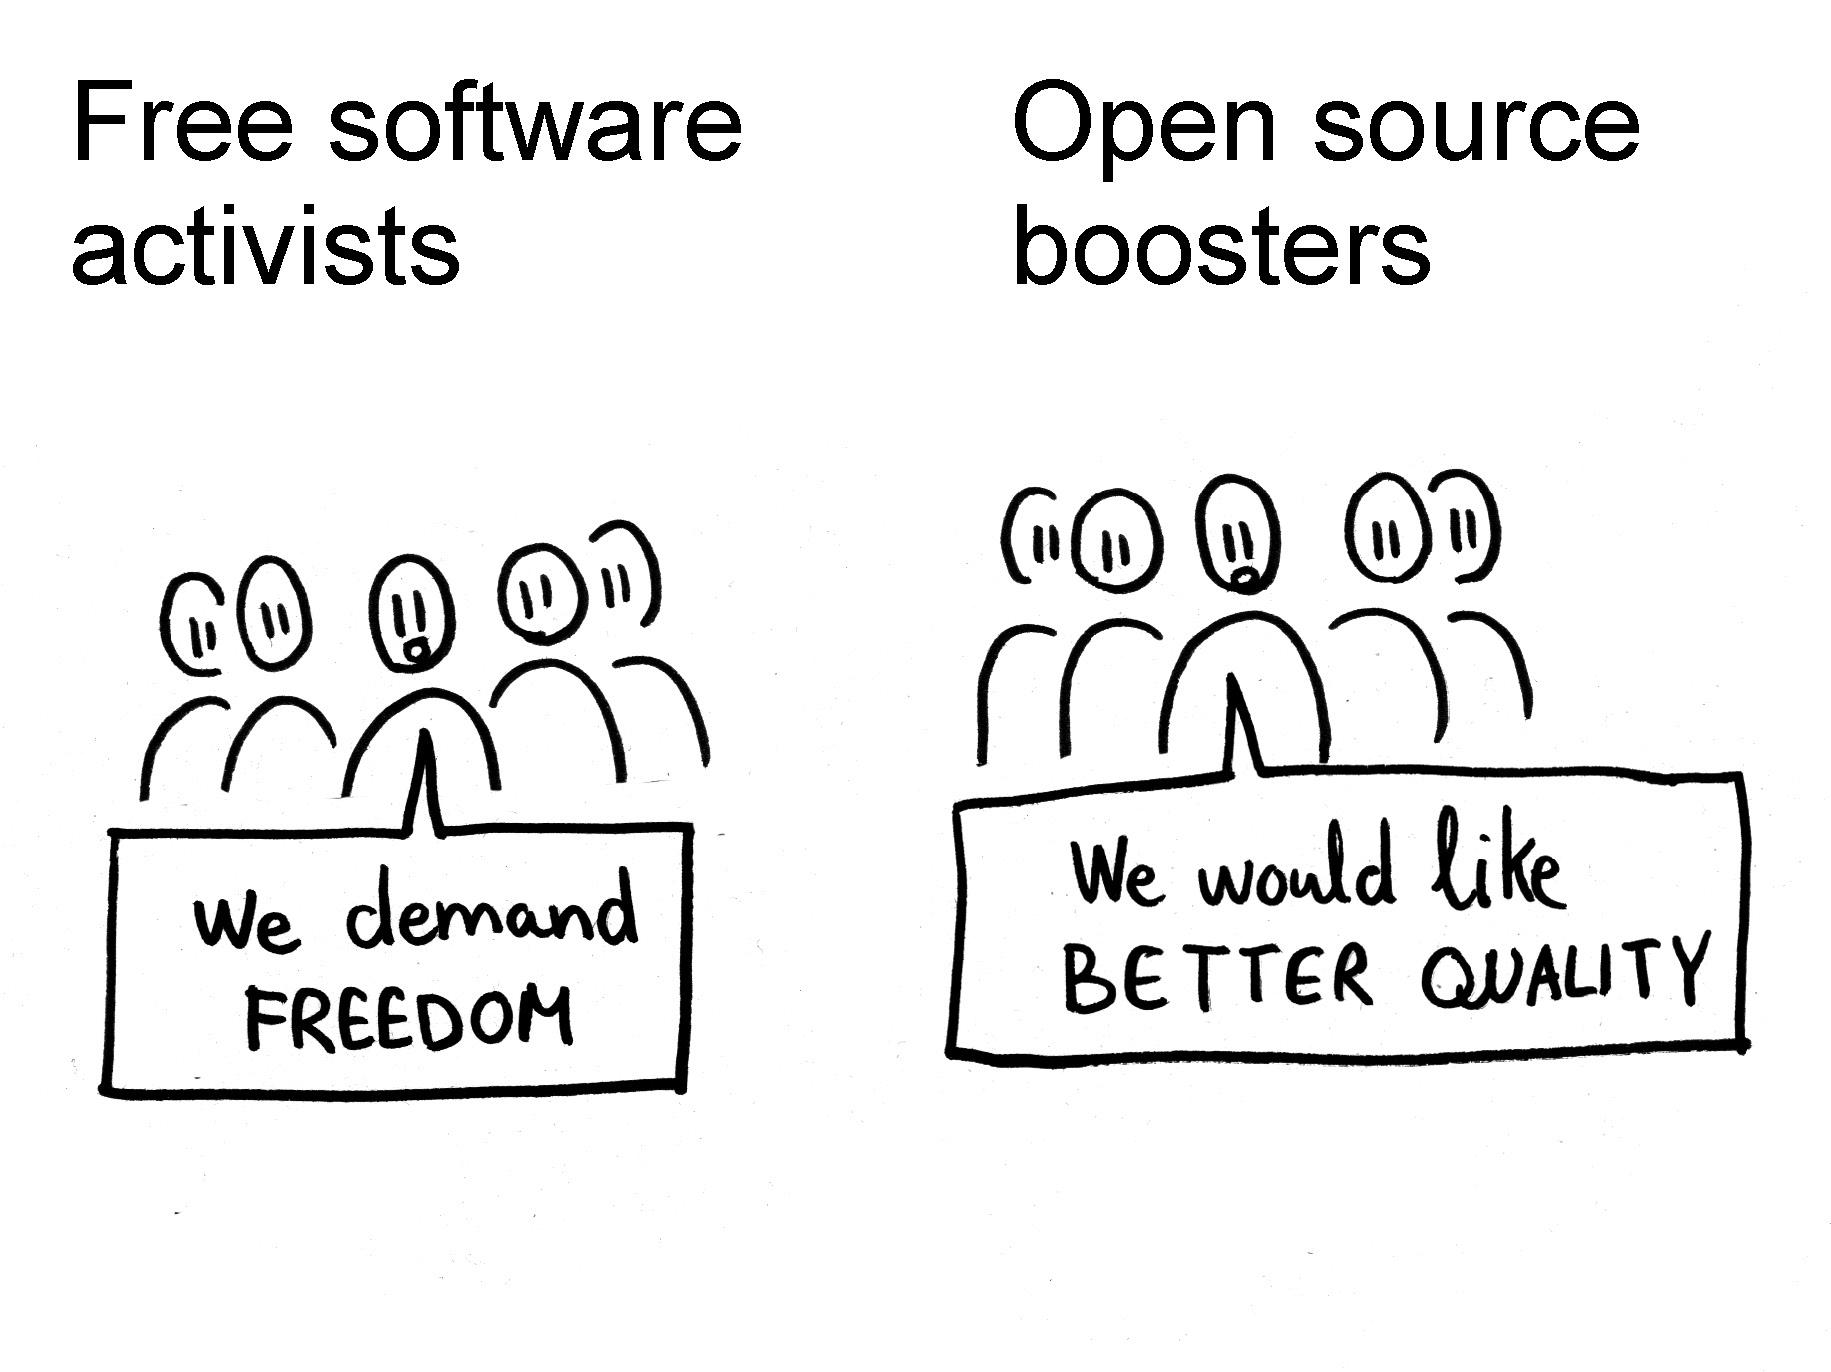 Free software
activists
Open source
boosters
We demand
FREEDOM
We would like
BETTER QUALITY